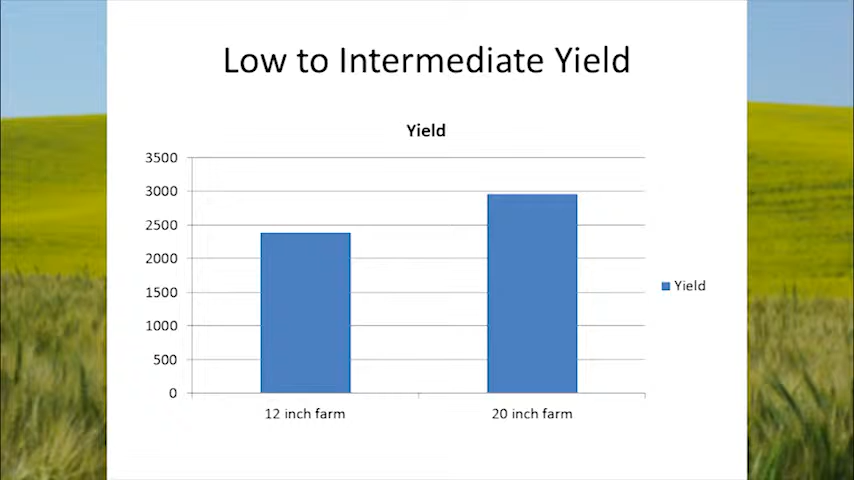 Low to Intermediate Yield
Yield
3500
3000
2500
2000
1500
1000
500
0
12 inch farm
20 inch farm
Yield